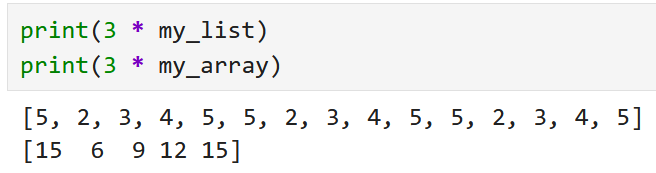 print(3 * my_list)
print(3 * my_array)
[5, 2, 3, 4, 5, 5, 2, 3, 4, 5, 5, 2, 3, 4, 5]
[15  6  9 12 15]